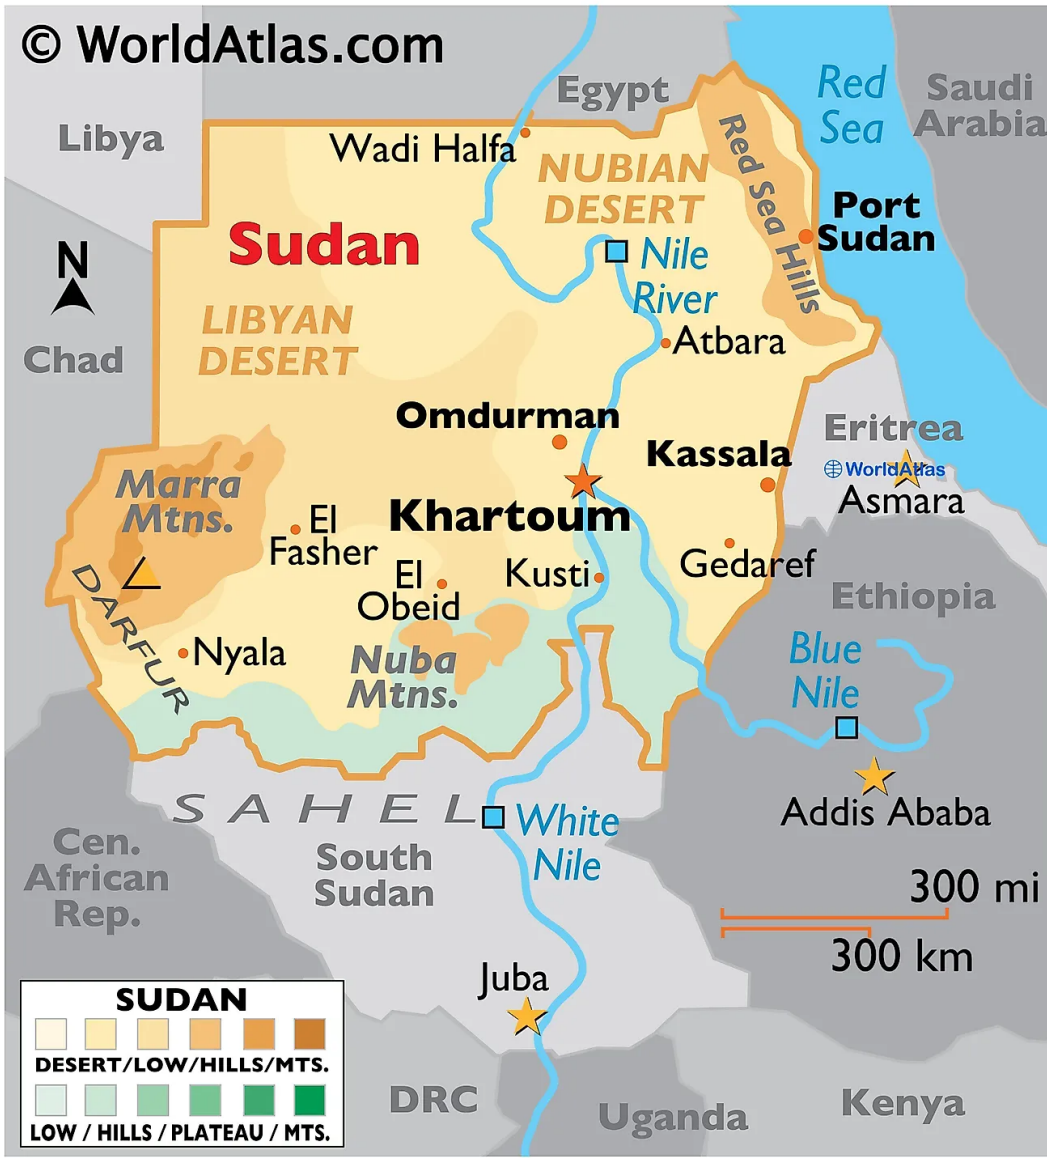 © WorldAtlas.com
Egypt
Red
Sea
Saudi
Arabia
Libya
Wadi Halfa
NUBIAN
DESERT
Red Sea Hills
Port
Sudan
Sudan
N
Nile
River
LIBYAN
DESERT
Chad
Atbara
Omdurman
Kassala
Eritrea
WorldAtlas
Asmara
Marra
Mtns.
Khartoum
El
Fasher
El
Obeid
Kusti
Gedaref
Ethiopia
DARFUR
Nyala
Nuba
Mtns.
Blue
Nile
Addis Ababa
SAHEL
White
Nile
South
Sudan
Cen.
African
Rep.
300 mi
300 km
Juba
SUDAN
DESERT/LOW/HILLS/MTS.
LOW / HILLS / PLATEAU / MTS.
DRC
Uganda
Kenya